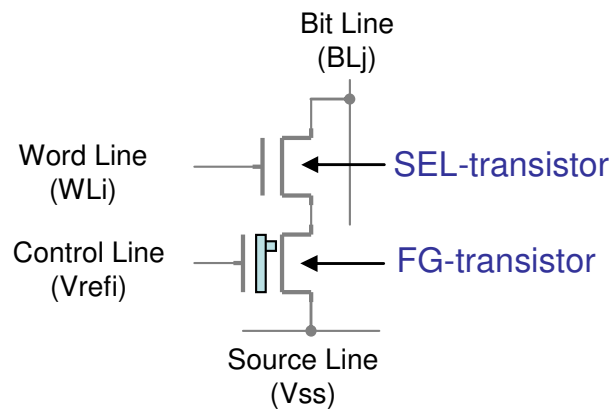 Bit Line
(BLj)
Word Line
(WLi)
SEL-transistor
Control Line
(Vrefi)
FG-transistor
Source Line
(Vss)